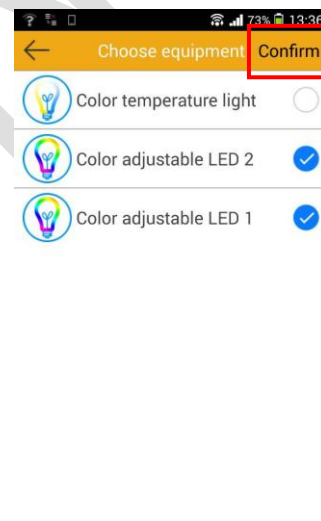 73% 13:36
Choose equipment Confirm
Color temperature light
Color adjustable LED 2
Color adjustable LED 1